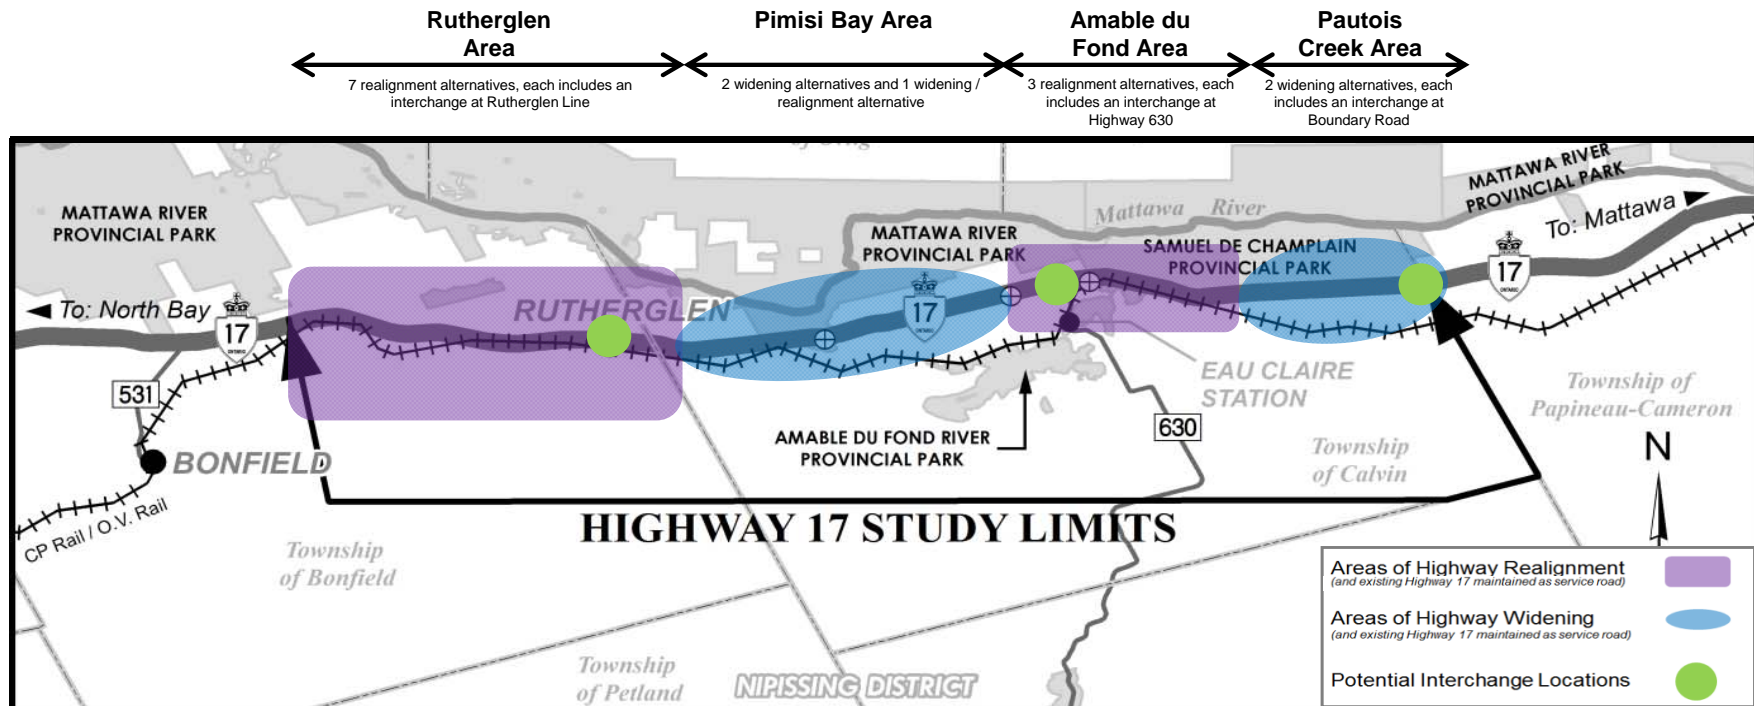 Rutherglen
Area
7 realignment alternatives, each includes an
interchange at Rutherglen Line
Pimisi Bay Area
2 widening alternatives and 1 widening /
realignment alternative
Amable du
Fond Area
3 realignment alternatives, each
includes an interchange at
Highway 630
Pautois
Creek Area
2 widening alternatives, each
includes an interchange at
Boundary Road
MATTAWA RIVER
PROVINCIAL PARK
MATTAWA RIVER
PROVINCIAL PARK
Mattawa River
SAMUEL DE CHAMPLAIN
PROVINCIAL PARK
MATTAWA RIVER
PROVINCIAL PARK
To: Mattawa
17
ONTARIO
To: North Bay
17
ONTARIO
RUTHERGLEN
17
ONTARIO
531
BONFIELD
CP Rail / O.V. Rail
AMABLE DU FOND RIVER
PROVINCIAL PARK
EAU CLAIRE
STATION
630
Township of
Papineau-Cameron
Township
of Calvin
N
HIGHWAY 17 STUDY LIMITS
Township
of Bonfield
Township
of Petland
NIPISSING DISTRICT
Areas of Highway Realignment
(and existing Highway 17 maintained as service road)
Areas of Highway Widening
(and existing Highway 17 maintained as service road)
Potential Interchange Locations